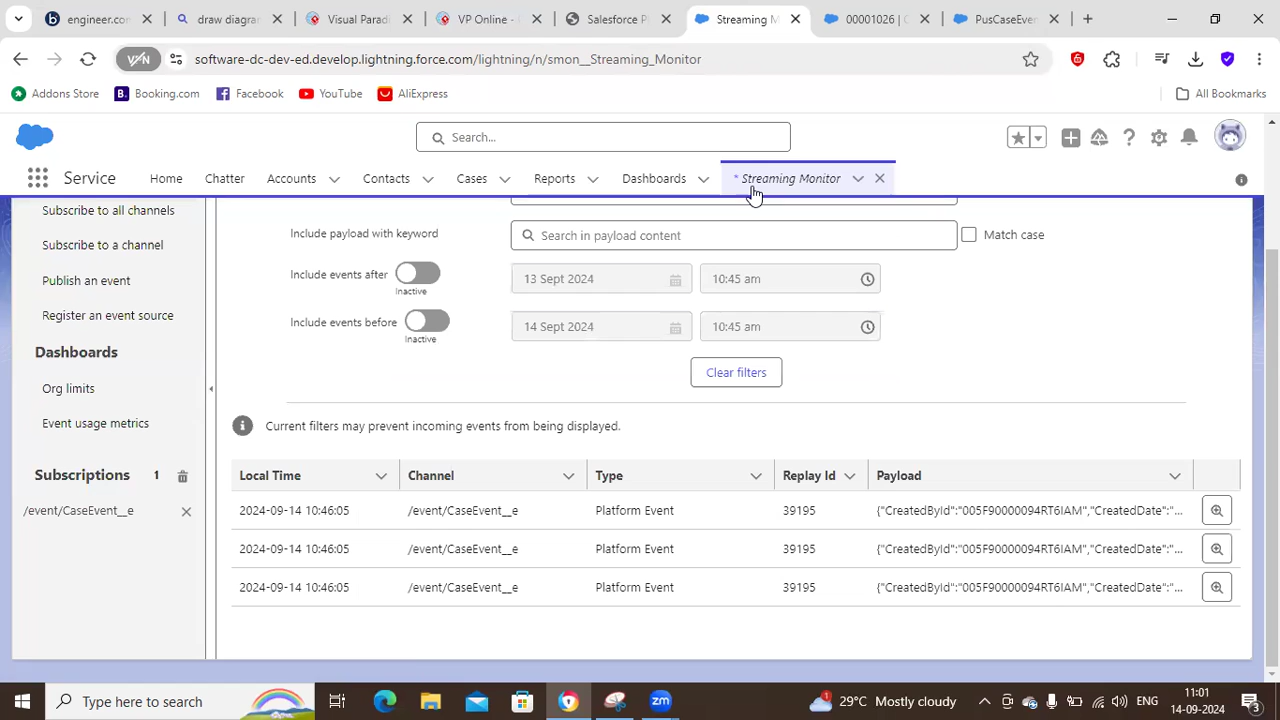 engineer.con
draw diagrar
Visual Paradi
VP Online -
Salesforce P
Streaming M
00001026 | C
PusCaseEven
software-dc-dev-ed.develop.lightning.force.com/lightning/n/smon__Streaming_Monitor
Addons Store
Booking.com
Facebook
YouTube
AliExpress
All Bookmarks
Search...
Service
Home
Chatter
Accounts
Contacts
Cases
Reports
Dashboards
* Streaming Monitor
Subscribe to all channels
Subscribe to a channel
Publish an event
Register an event source
Dashboards
Org limits
Event usage metrics
Subscriptions 1
/event/CaseEvent__e
Include payload with keyword
Search in payload content
Match case
Include events after
Inactive
13 Sept 2024
10:45 am
Include events before
Inactive
14 Sept 2024
10:45 am
Clear filters
Current filters may prevent incoming events from being displayed.
Local Time Channel Type Replay Id Payload
2024-09-14 10:46:05 /event/CaseEvent__e Platform Event 39195 {"CreatedById":"005F90000094RT6IAM","CreatedDate":"...
2024-09-14 10:46:05 /event/CaseEvent__e Platform Event 39195 {"CreatedById":"005F90000094RT6IAM","CreatedDate":"...
2024-09-14 10:46:05 /event/CaseEvent__e Platform Event 39195 {"CreatedById":"005F90000094RT6IAM","CreatedDate":"...
Type here to search
29°C Mostly cloudy
ENG
11:01
14-09-2024